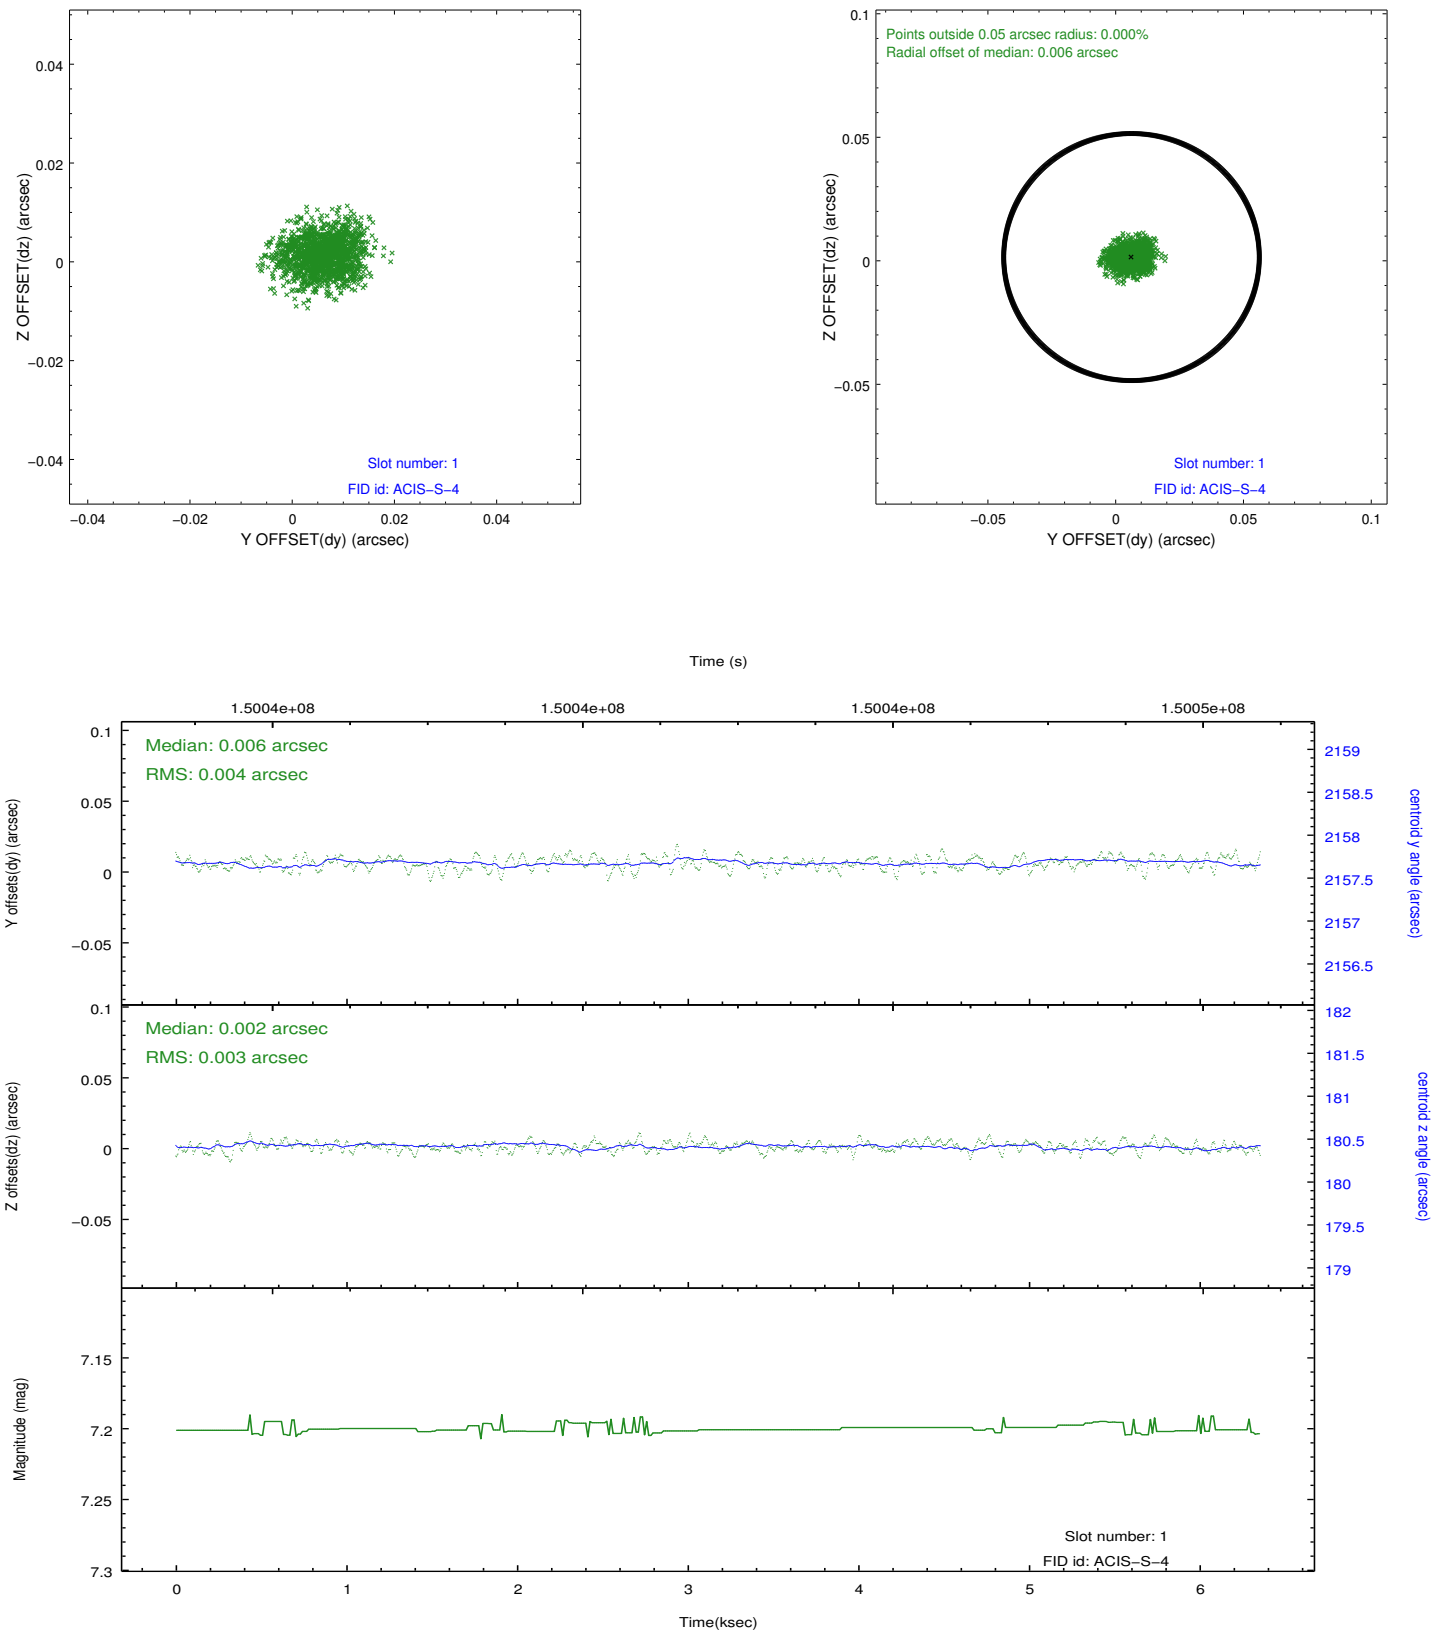 0.04
0.02
0
−0.02
−0.04
Z OFFSET(dz) (arcsec)
Slot number: 1
FID id: ACIS−S−4
−0.04
−0.02
0
0.02
0.04
Y OFFSET(dy) (arcsec)
0.1
0.05
0
−0.05
Z OFFSET(dz) (arcsec)
Points outside 0.05 arcsec radius: 0.000%
Radial offset of median: 0.006 arcsec
Slot number: 1
FID id: ACIS−S−4
−0.05
0
0.05
0.1
Y OFFSET(dy) (arcsec)
Time (s)
1.5004e+08
1.5004e+08
1.5004e+08
1.5005e+08
0.1
0.05
0
−0.05
Y offsets(dy) (arcsec)
Median: 0.006 arcsec
RMS: 0.004 arcsec
2159
2158.5
2158
2157.5
2157
2156.5
centroid y angle (arcsec)
0.1
0.05
0
−0.05
Z offsets(dz) (arcsec)
Median: 0.002 arcsec
RMS: 0.003 arcsec
182
181.5
181
180.5
180
179.5
179
centroid z angle (arcsec)
7.15
7.2
7.25
7.3
Magnitude (mag)
Slot number: 1
FID id: ACIS−S−4
0
1
2
3
4
5
6
Time(ksec)